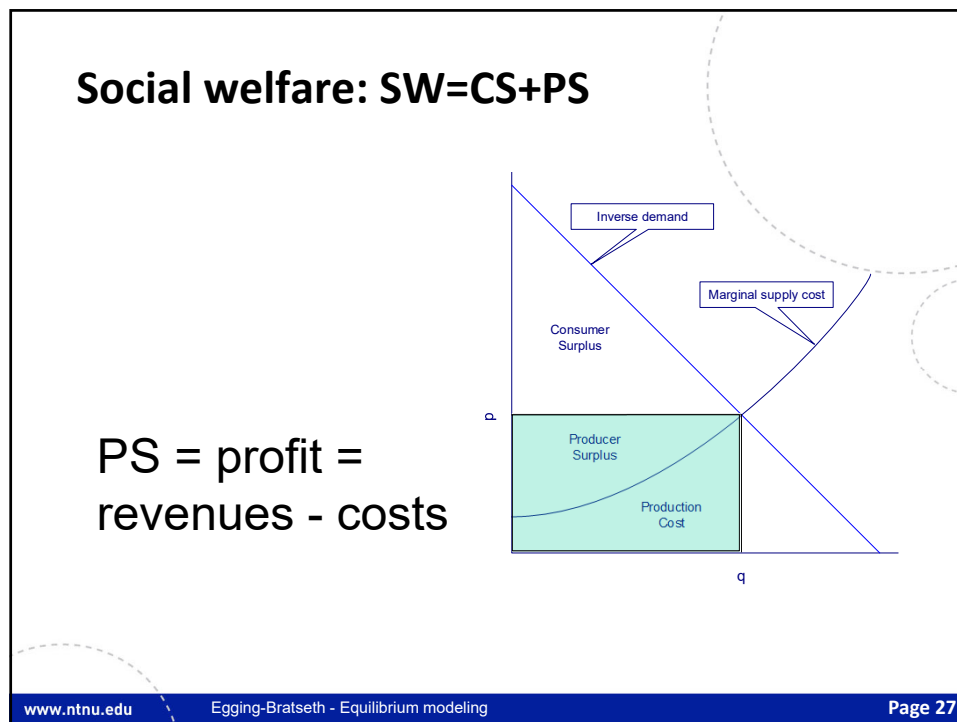 Social welfare: SW=CS+PS
Inverse demand
Marginal supply cost
Consumer
Surplus
p
Producer
Surplus
PS = profit =
revenues - costs
Production
Cost
q
www.ntnu.edu
Egging-Bratseth - Equilibrium modeling
Page 27